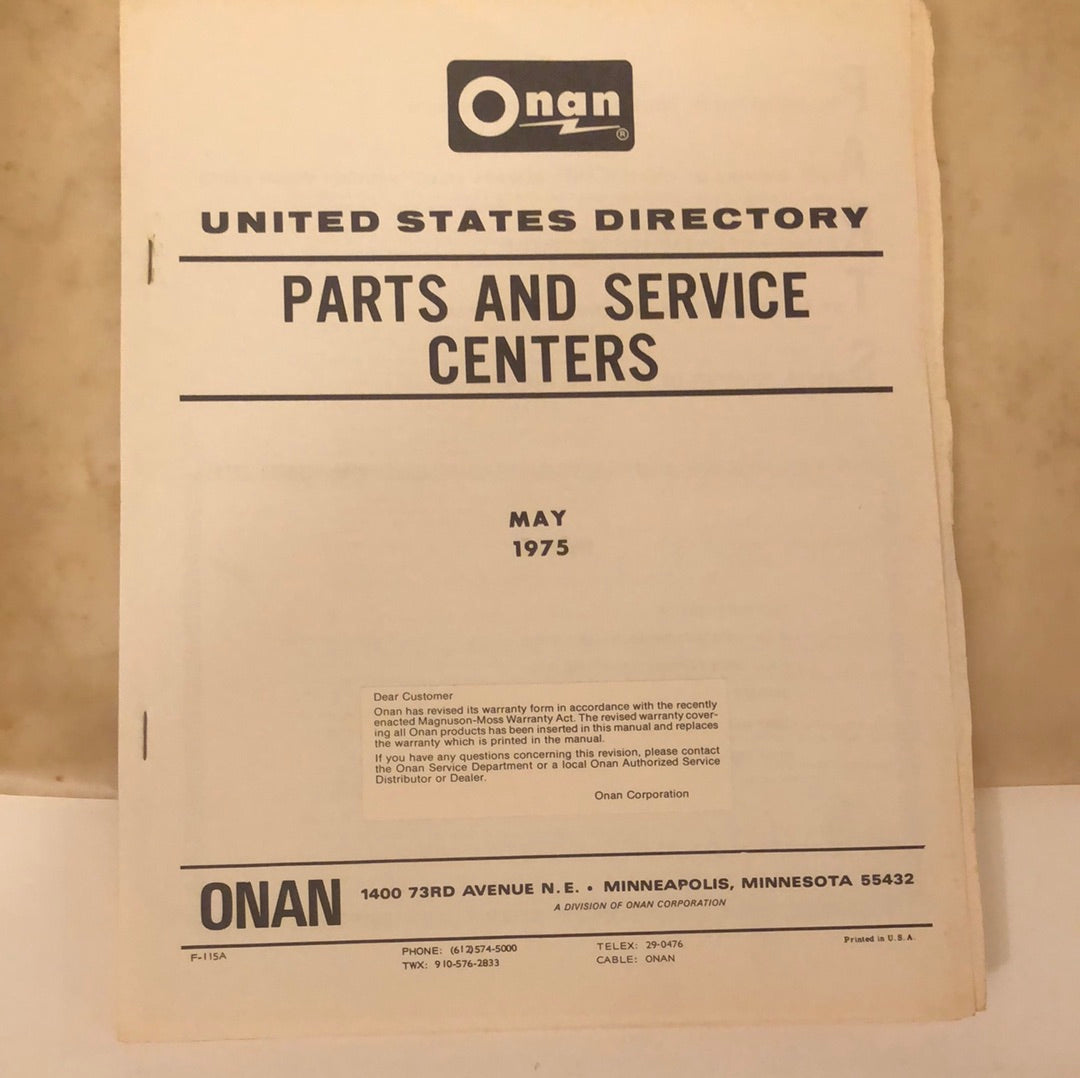 Onan ®
UNITED STATES DIRECTORY
PARTS AND SERVICE
CENTERS
MAY
1975
Dear Customer
Onan has revised its warranty form in accordance with the recently
enacted Magnuson-Moss Warranty Act. The revised warranty cover-
ing all Onan products has been inserted in this manual and replaces
the warranty which is printed in the manual.
If you have any questions concerning this revision, please contact
the Onan Service Department or a local Onan Authorized Service
Distributor or Dealer.
Onan Corporation
ONAN 1400 73RD AVENUE N.E. • MINNEAPOLIS, MINNESOTA 55432
A DIVISION OF ONAN CORPORATION
F-115A
PHONE: (612)574-5000
TWX: 910-576-2833
TELEX: 29-0476
CABLE: ONAN
Printed in U.S.A.